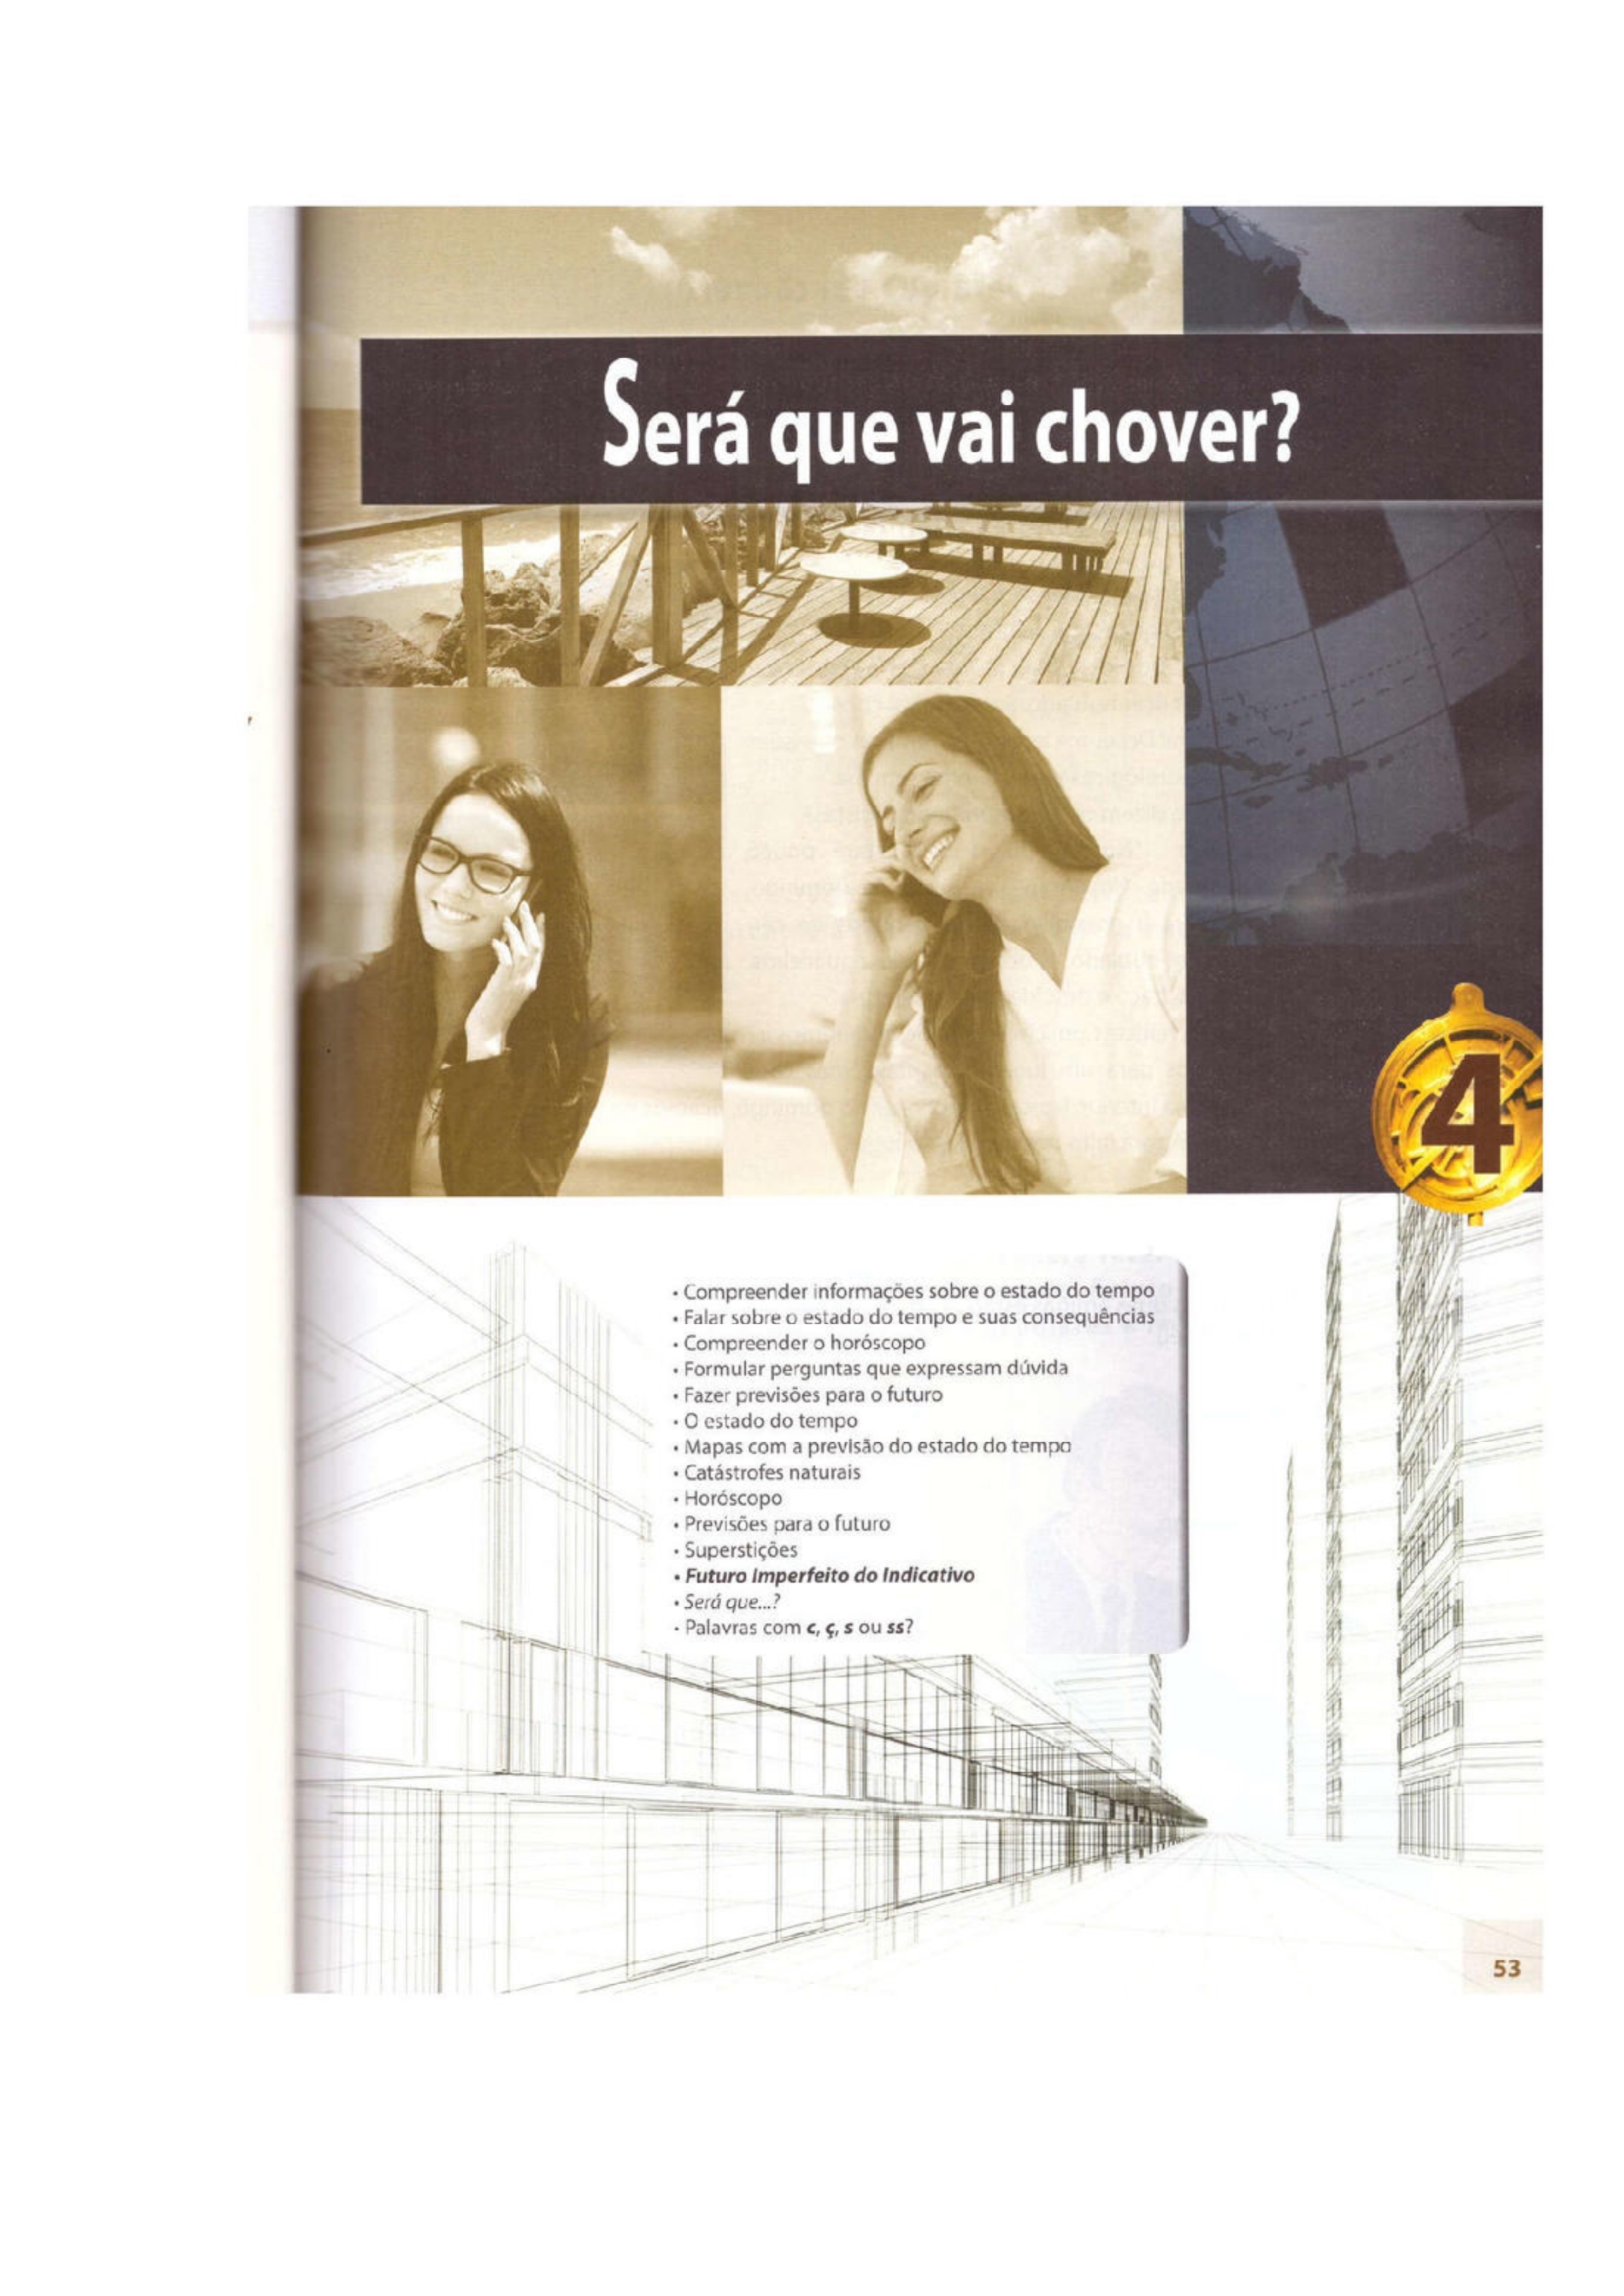 Será que vai chover?
4
• Compreender informações sobre o estado do tempo
• Falar sobre o estado do tempo e suas consequências
• Compreender o horóscopo
• Formular perguntas que expressam dúvida
• Fazer previsões para o futuro
• O estado do tempo
• Mapas com a previsão do estado do tempo
• Catástrofes naturais
• Horóscopo
• Previsões para o futuro
• Superstições
• Futuro Imperfeito do Indicativo
• Será que...?
• Palavras com c, ç, s ou ss?
53